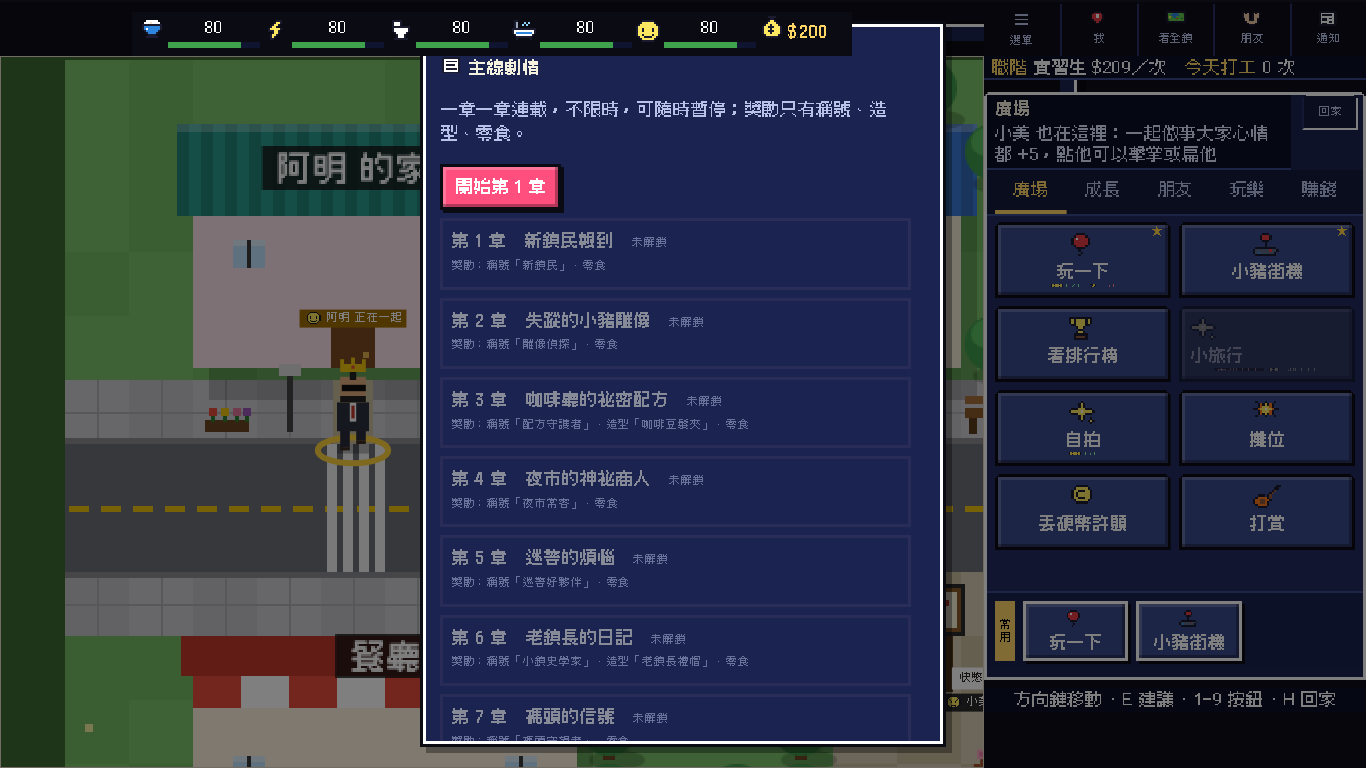 80
80
80
80
80
$200
選單
我
看全鎮
朋友
通知
職階 實習生 $209／次 今天打工 0 次
主線劇情
一章一章連載，不限時，可隨時暫停；獎勵只有稱號、造
型、零食。
開始第 1 章
第 1 章 新鎮民報到 未解鎖
獎勵：稱號「新鎮民」·零食
第 2 章 失蹤的小豬雕像 未解鎖
獎勵：稱號「雕像偵探」·零食
第 3 章 咖啡廳的祕密配方 未解鎖
獎勵：稱號「配方守護者」·造型「咖啡豆髮夾」·零食
第 4 章 夜市的神祕商人 未解鎖
獎勵：稱號「夜市常客」·零食
第 5 章 迷路的煩惱 未解鎖
獎勵：稱號「迷路好夥伴」·零食
第 6 章 老鎮長的日記 未解鎖
獎勵：稱號「小鎮史學家」·造型「老鎮長禮帽」·零食
第 7 章 碼頭的信號 未解鎖
阿明 的家
阿明 正在一起
餐廳
快憋
小美
廣場
回家
小美 也在這裡：一起做事大家心情
都 +5，點他可以擊掌或扁他
廣場
成長
朋友
玩樂
賺錢
玩一下
小豬街機
看排行榜
小旅行
自拍
攤位
丟硬幣許願
打賞
常用
玩一下
小豬街機
方向鍵移動·E 建議·1-9 按鈕·H 回家